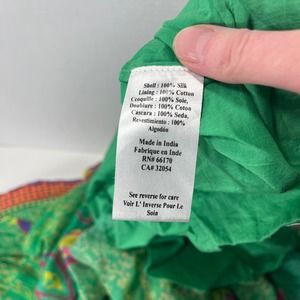 Shell : 100% Silk
Lining : 100% Cotton
Coquille : 100% Soie,
Doublure : 100% Coton
Cáscara : 100% Seda,
Revestimiento : 100%
Algodón
Made in India
Fabrique en Inde
RN# 66170
CA# 32054
See reverse for care
Voir L' Inverse Pour Le
Soin